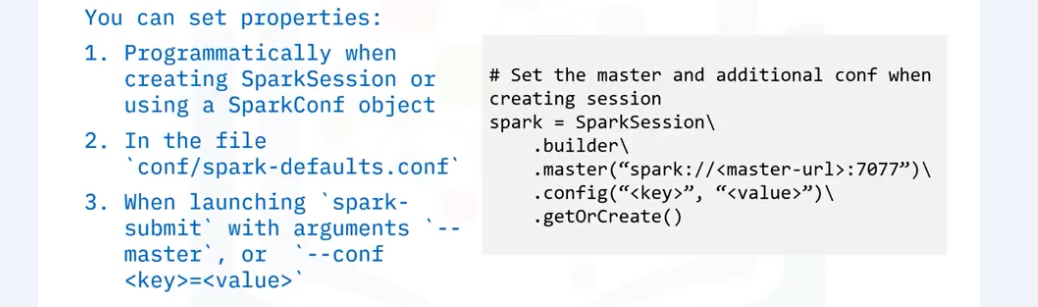 You can set properties:
1. Programmatically when
creating SparkSession or
using a SparkConf object
2. In the file
`conf/spark-defaults.conf`
3. When launching `spark-
submit` with arguments `--
master`, or `--conf
<key>=<value>`
# Set the master and additional conf when
creating session
spark = SparkSession\
.builder\
.master(“spark://<master-url>:7077”)\
.config(“<key>”, “<value>”)\
.getOrCreate()